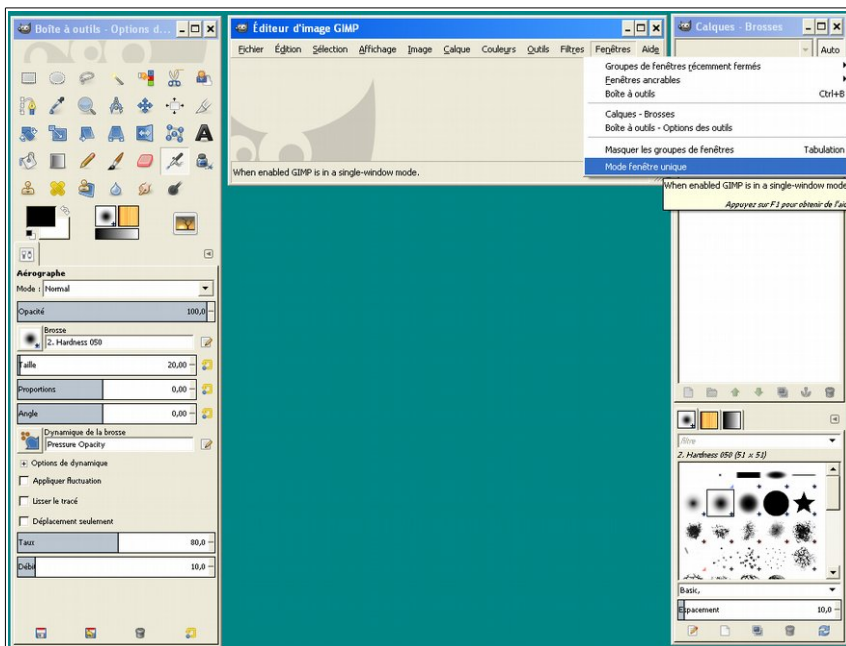 Boîte à outils - Options d...
Mode : Normal
Aérographe
Opacité 100,0
Brosse
2. Hardness 050
Taille 20,00
Proportions 0,00
Angle 0,00
Dynamique de la brosse
Pressure Opacity
Options de dynamique
Appliquer fluctuation
Lisser le tracé
Déplacement seulement
Taux 80,0
Débit 10,0
Éditeur d'image GIMP
Fichier Édition Sélection Affichage Image Calque Couleurs Outils Filtres Fenêtres Aide
When enabled GIMP is in a single-window mode.
Groupes de fenêtres récemment fermés
Fenêtres ancrables
Boîte à outils Ctrl+B
Calques - Brosses
Boîte à outils - Options des outils
Masquer les groupes de fenêtres Tabulation
Mode fenêtre unique
When enabled GIMP is in a single-window mode
Appuyez sur F1 pour obtenir de l'aid
Calques - Brosses
Auto
filtre
2. Hardness 050 (51 x 51)
Basic,
Espacement 10,0